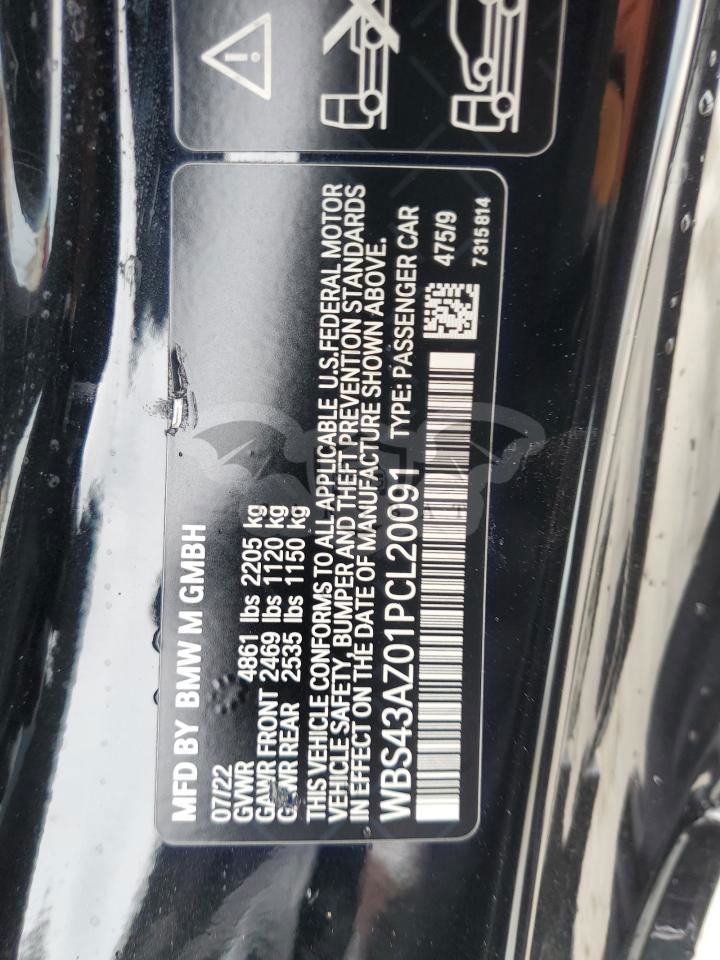 MFD BY BMW M GMBH
07/22
GVWR 4861 lbs 2205 kg
GAWR FRONT 2469 lbs 1120 kg
GAWR REAR 2535 lbs 1150 kg
THIS VEHICLE CONFORMS TO ALL APPLICABLE U.S.FEDERAL MOTOR
VEHICLE SAFETY, BUMPER AND THEFT PREVENTION STANDARDS
IN EFFECT ON THE DATE OF MANUFACTURE SHOWN ABOVE.
WBS43AZ01PCL20091 TYPE: PASSENGER CAR
475/9
7 315 814